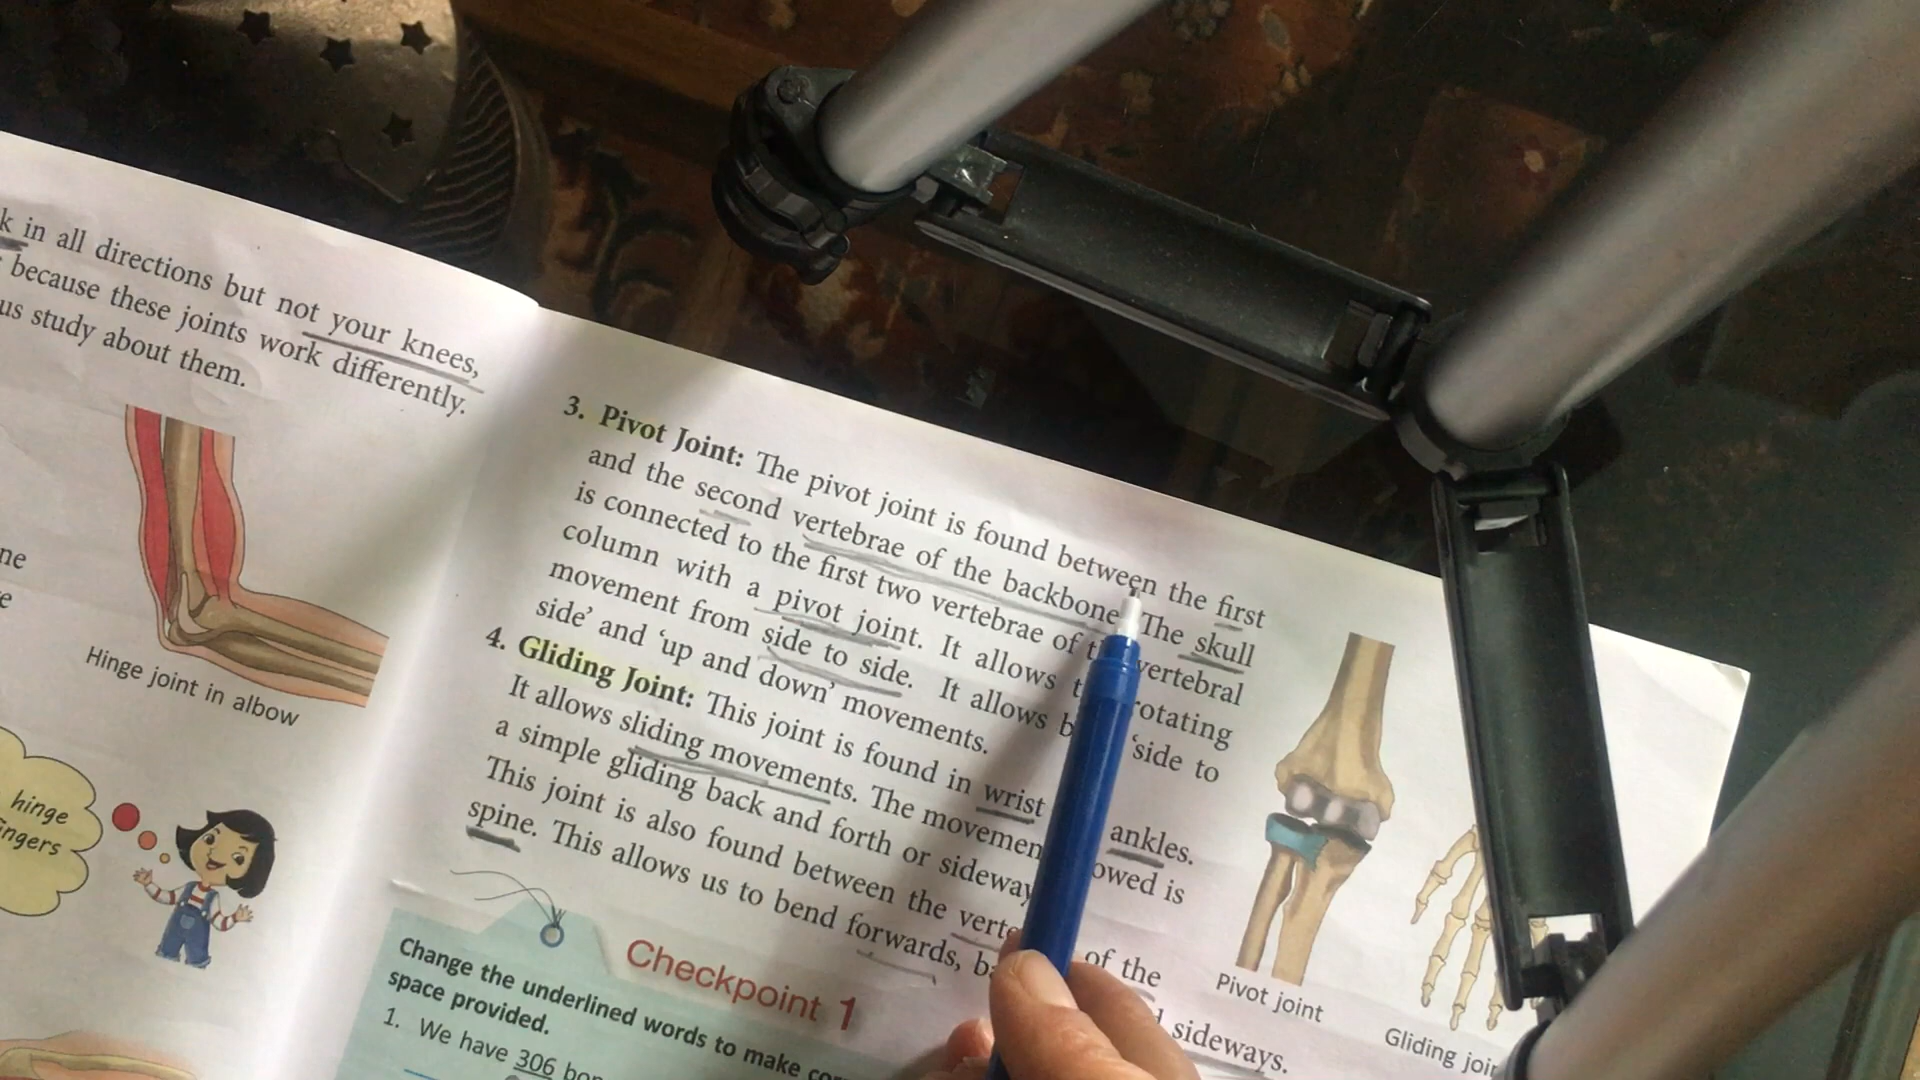 k in all directions but not your knees,
because these joints work differently.
us study about them.
Hinge joint in albow
hinge
3. Pivot Joint: The pivot joint is found between the first
and the second vertebrae of the backbone. The skull
is connected to the first two vertebrae of vertebral
column with a pivot joint. It allows rotating
movement from side to side. It allows 'side to
side' and 'up and down' movements.
4. Gliding Joint: This joint is found in wrist ankles.
It allows sliding movements. The movemen owed is
a simple gliding back and forth or sideway
This joint is also found between the verte of the
spine. This allows us to bend forwards, sideways.
Pivot joint
Gliding join
Checkpoint 1
Change the underlined words to make
space provided.
1. We have 306